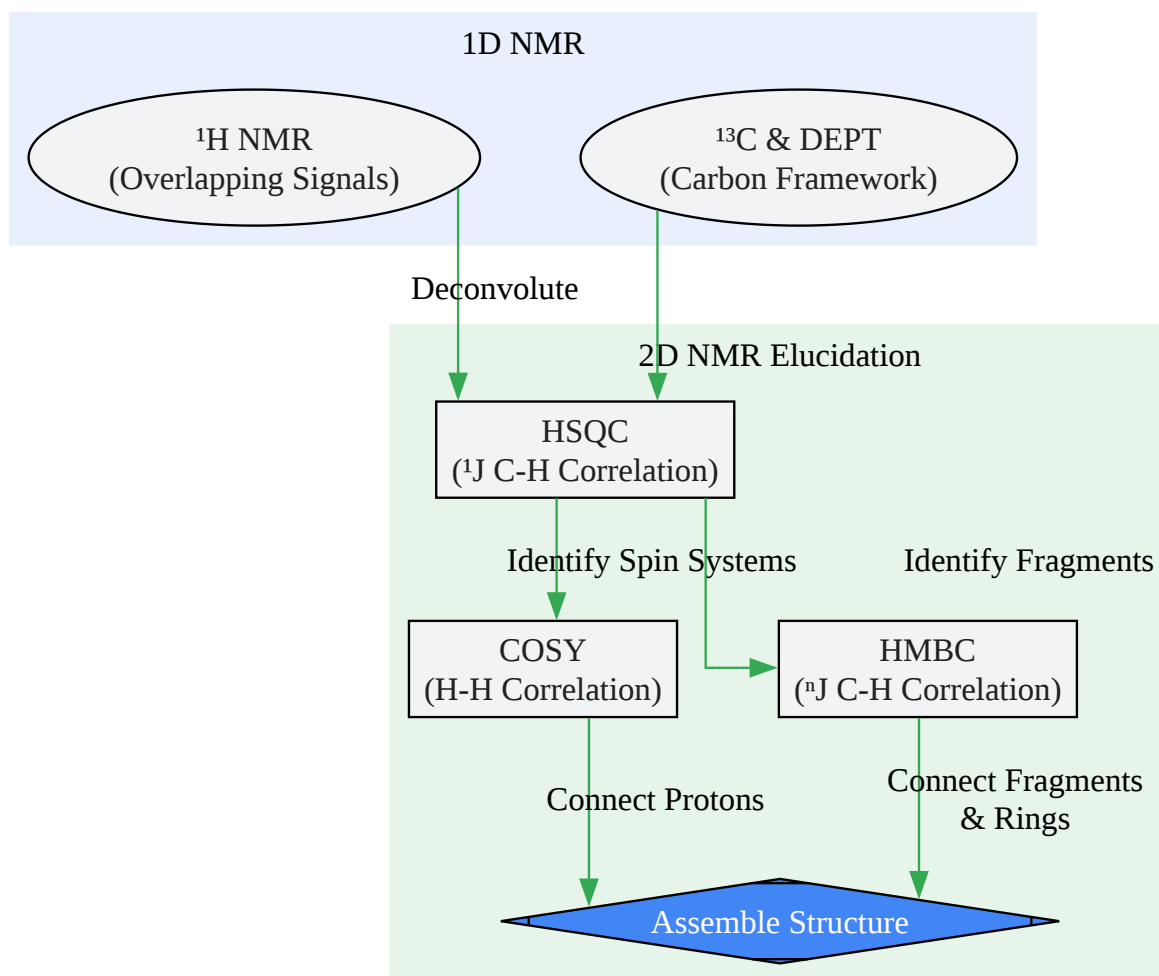 1D NMR
¹H NMR
(Overlapping Signals)
¹³C & DEPT
(Carbon Framework)
Deconvolute
2D NMR Elucidation
HSQC
(¹J C-H Correlation)
Identify Spin Systems
Identify Fragments
COSY
(H-H Correlation)
HMBC
(ⁿJ C-H Correlation)
Connect Protons
Connect Fragments
& Rings
Assemble Structure